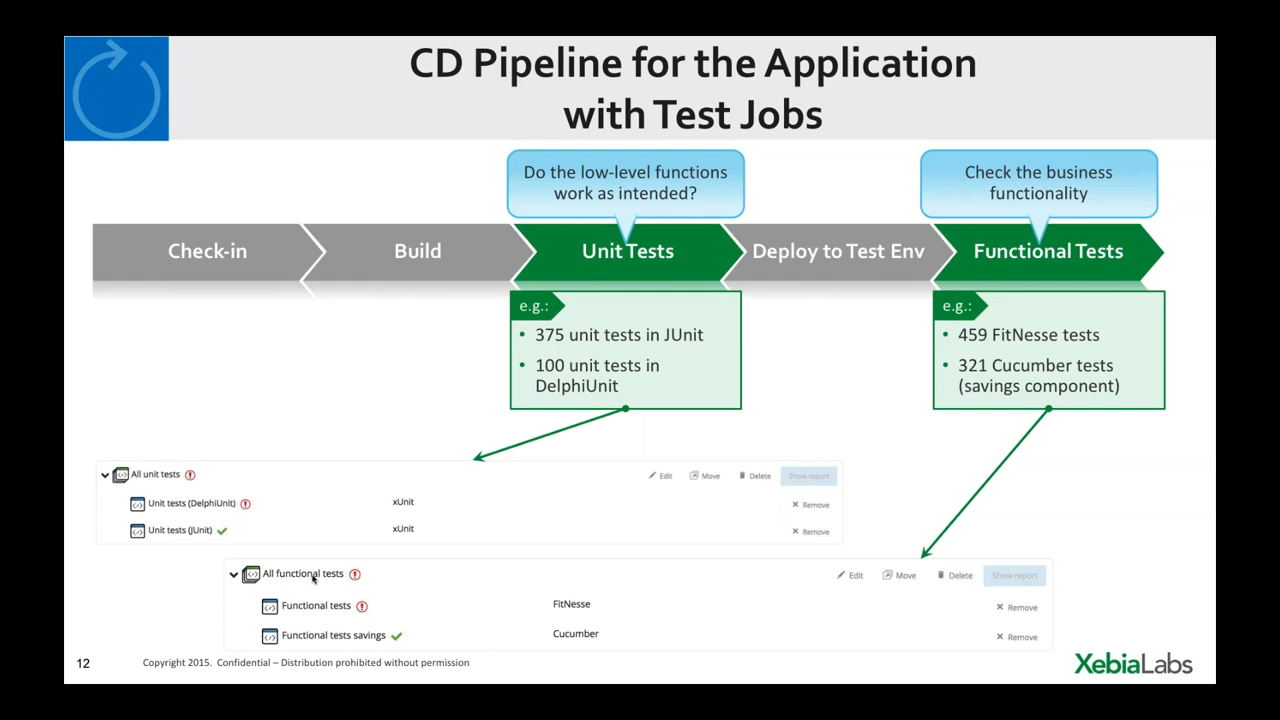 CD Pipeline for the Application
with Test Jobs
Do the low-level functions
work as intended?
Check the business
functionality
Check-in
Build
Unit Tests
Deploy to Test Env
Functional Tests
e.g.:
• 375 unit tests in JUnit
• 100 unit tests in
DelphiUnit
e.g.:
• 459 FitNesse tests
• 321 Cucumber tests
(savings component)
All unit tests Edit Move Delete Show report
Unit tests (DelphiUnit) xUnit Remove
Unit tests (JUnit) xUnit Remove
All functional tests Edit Move Delete Show report
Functional tests FitNesse Remove
Functional tests savings Cucumber Remove
12 Copyright 2015. Confidential – Distribution prohibited without permission
XebiaLabs